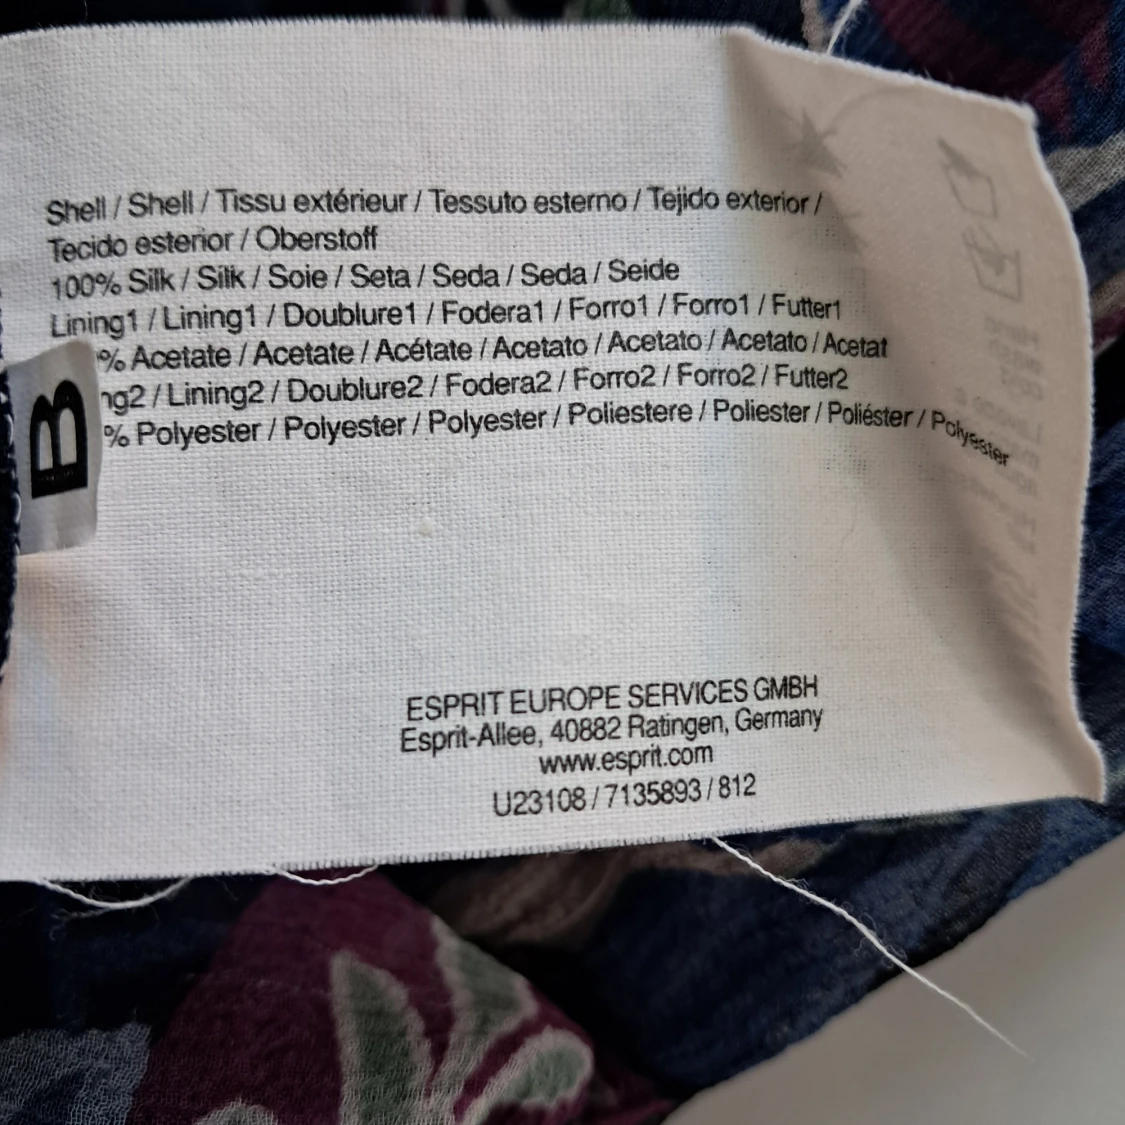 Shell / Shell / Tissu extérieur / Tessuto esterno / Tejido exterior /
Tecido esterior / Oberstoff
100% Silk / Silk / Soie / Seta / Seda / Seda / Seide
Lining1 / Lining1 / Doublure1 / Fodera1 / Forro1 / Forro1 / Futter1
% Acetate / Acetate / Acétate / Acetato / Acetato / Acetato / Acetat
ng2 / Lining2 / Doublure2 / Fodera2 / Forro2 / Forro2 / Futter2
% Polyester / Polyester / Polyester / Poliestere / Poliester / Poliéster / Polyester
B
ESPRIT EUROPE SERVICES GMBH
Esprit-Allee, 40882 Ratingen, Germany
www.esprit.com
U23108 / 7135893 / 812